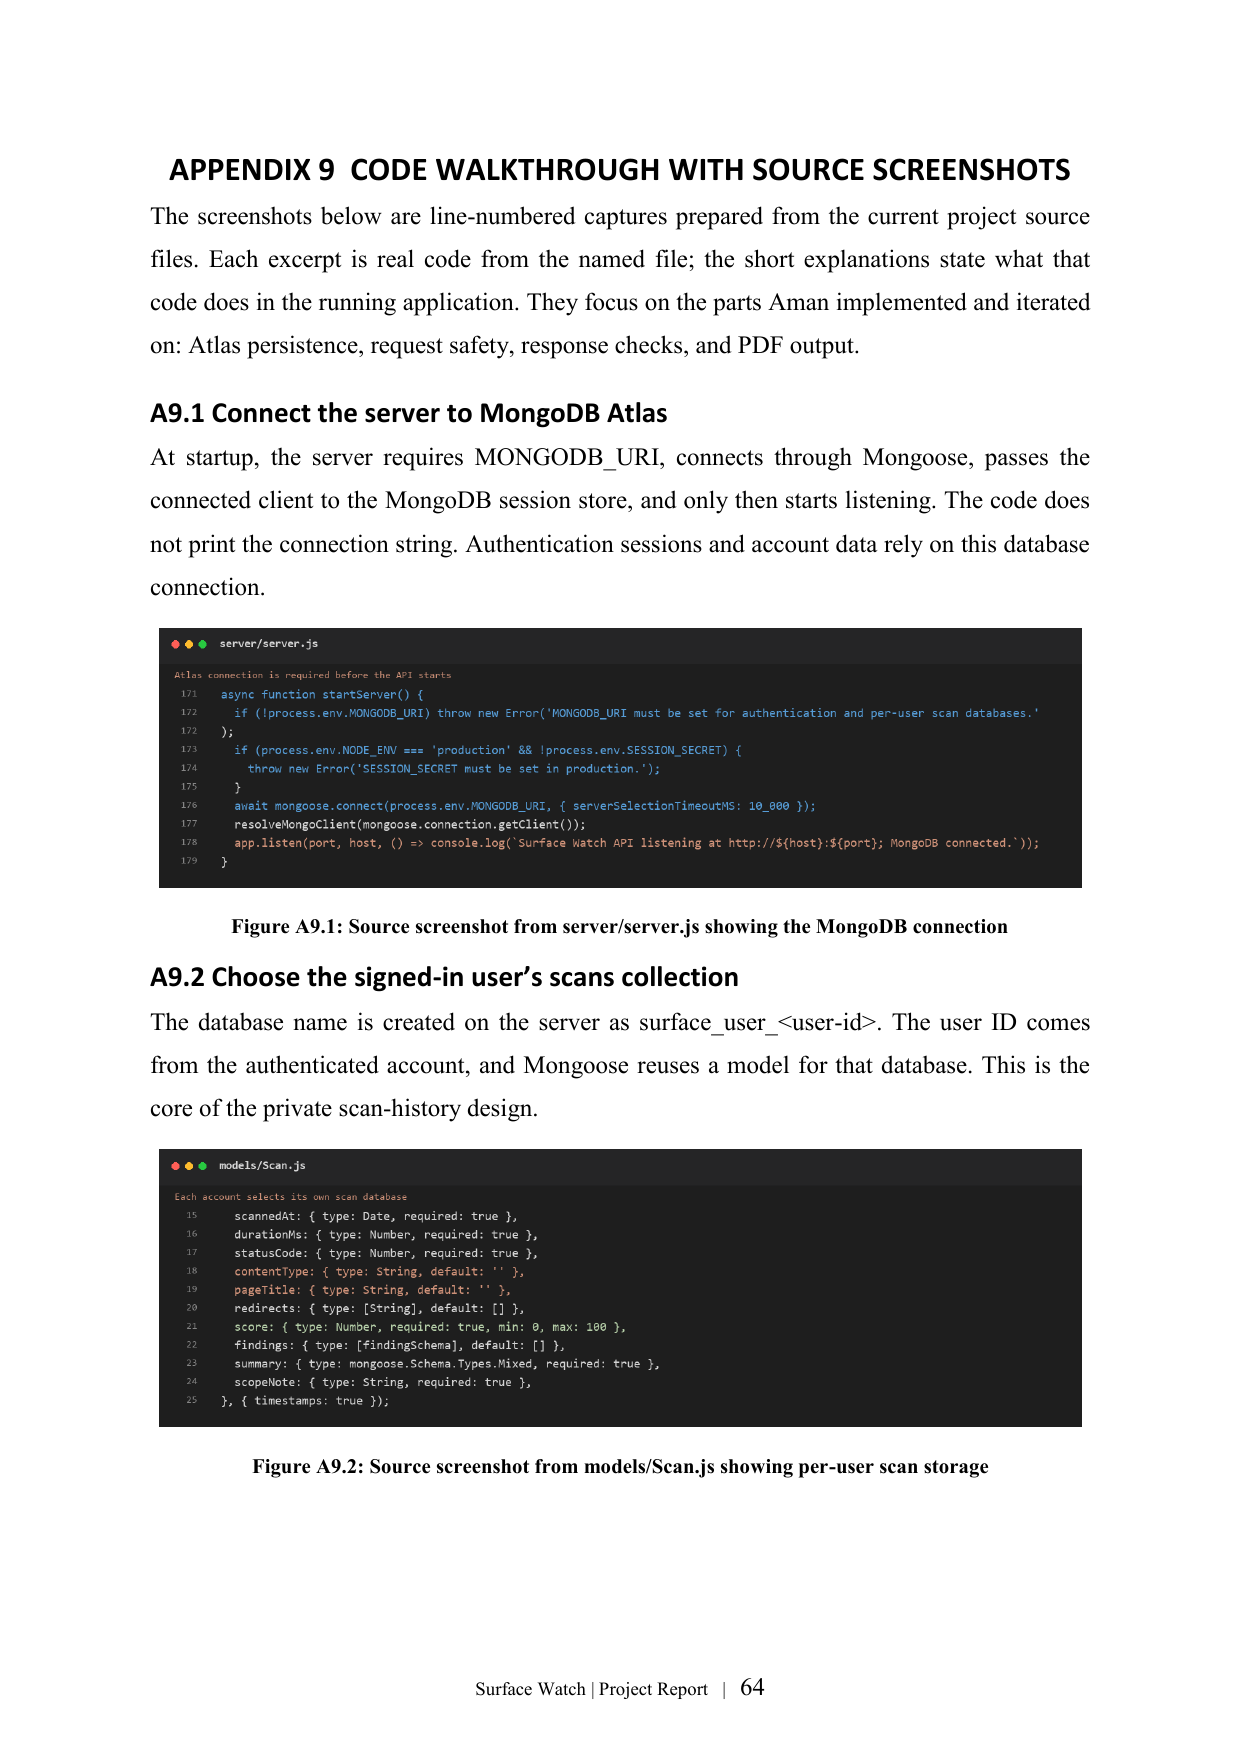 APPENDIX 9  CODE WALKTHROUGH WITH SOURCE SCREENSHOTS
The screenshots below are line-numbered captures prepared from the current project source
files. Each excerpt is real code from the named file; the short explanations state what that
code does in the running application. They focus on the parts Aman implemented and iterated
on: Atlas persistence, request safety, response checks, and PDF output.
A9.1 Connect the server to MongoDB Atlas
At startup, the server requires MONGODB_URI, connects through Mongoose, passes the
connected client to the MongoDB session store, and only then starts listening. The code does
not print the connection string. Authentication sessions and account data rely on this database
connection.
server/server.js
Atlas connection is required before the API starts
171 async function startServer() {
172 if (!process.env.MONGODB_URI) throw new Error('MONGODB_URI must be set for authentication and per-user scan databases.'
172 );
173 if (process.env.NODE_ENV === 'production' && !process.env.SESSION_SECRET) {
174 throw new Error('SESSION_SECRET must be set in production.');
175 }
176 await mongoose.connect(process.env.MONGODB_URI, { serverSelectionTimeoutMS: 10_000 });
177 resolveMongoClient(mongoose.connection.getClient());
178 app.listen(port, host, () => console.log(`Surface Watch API listening at http://${host}:${port}; MongoDB connected.`));
179 }
Figure A9.1: Source screenshot from server/server.js showing the MongoDB connection
A9.2 Choose the signed-in user’s scans collection
The database name is created on the server as surface_user_<user-id>. The user ID comes
from the authenticated account, and Mongoose reuses a model for that database. This is the
core of the private scan-history design.
models/Scan.js
Each account selects its own scan database
15 scannedAt: { type: Date, required: true },
16 durationMs: { type: Number, required: true },
17 statusCode: { type: Number, required: true },
18 contentType: { type: String, default: '' },
19 pageTitle: { type: String, default: '' },
20 redirects: { type: [String], default: [] },
21 score: { type: Number, required: true, min: 0, max: 100 },
22 findings: { type: [findingSchema], default: [] },
23 summary: { type: mongoose.Schema.Types.Mixed, required: true },
24 scopeNote: { type: String, required: true },
25 }, { timestamps: true });
Figure A9.2: Source screenshot from models/Scan.js showing per-user scan storage
Surface Watch | Project Report | 64